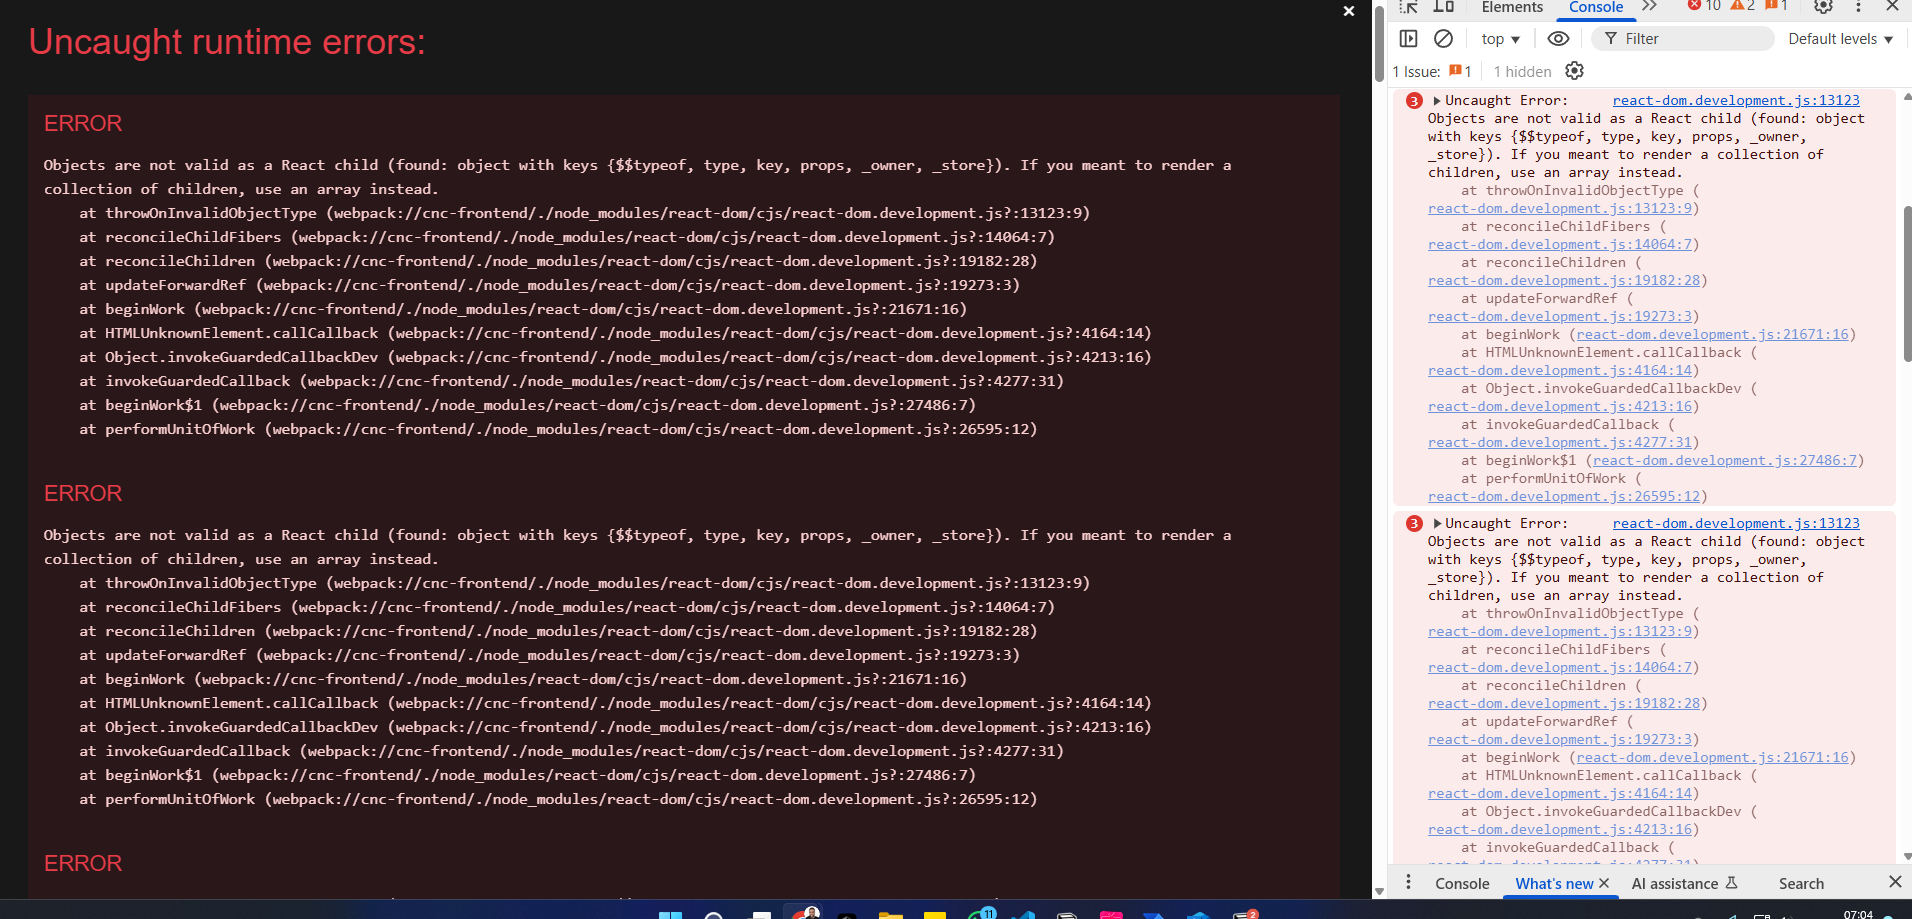 Uncaught runtime errors:
ERROR
Objects are not valid as a React child (found: object with keys {$$typeof, type, key, props, _owner, _store}). If you meant to render a
collection of children, use an array instead.
at throwOnInvalidObjectType (webpack://cnc-frontend/./node_modules/react-dom/cjs/react-dom.development.js?:13123:9)
at reconcileChildFibers (webpack://cnc-frontend/./node_modules/react-dom/cjs/react-dom.development.js?:14064:7)
at reconcileChildren (webpack://cnc-frontend/./node_modules/react-dom/cjs/react-dom.development.js?:19182:28)
at updateForwardRef (webpack://cnc-frontend/./node_modules/react-dom/cjs/react-dom.development.js?:19273:3)
at beginWork (webpack://cnc-frontend/./node_modules/react-dom/cjs/react-dom.development.js?:21671:16)
at HTMLUnknownElement.callCallback (webpack://cnc-frontend/./node_modules/react-dom/cjs/react-dom.development.js?:4164:14)
at Object.invokeGuardedCallbackDev (webpack://cnc-frontend/./node_modules/react-dom/cjs/react-dom.development.js?:4213:16)
at invokeGuardedCallback (webpack://cnc-frontend/./node_modules/react-dom/cjs/react-dom.development.js?:4277:31)
at beginWork$1 (webpack://cnc-frontend/./node_modules/react-dom/cjs/react-dom.development.js?:27486:7)
at performUnitOfWork (webpack://cnc-frontend/./node_modules/react-dom/cjs/react-dom.development.js?:26595:12)
ERROR
Objects are not valid as a React child (found: object with keys {$$typeof, type, key, props, _owner, _store}). If you meant to render a
collection of children, use an array instead.
at throwOnInvalidObjectType (webpack://cnc-frontend/./node_modules/react-dom/cjs/react-dom.development.js?:13123:9)
at reconcileChildFibers (webpack://cnc-frontend/./node_modules/react-dom/cjs/react-dom.development.js?:14064:7)
at reconcileChildren (webpack://cnc-frontend/./node_modules/react-dom/cjs/react-dom.development.js?:19182:28)
at updateForwardRef (webpack://cnc-frontend/./node_modules/react-dom/cjs/react-dom.development.js?:19273:3)
at beginWork (webpack://cnc-frontend/./node_modules/react-dom/cjs/react-dom.development.js?:21671:16)
at HTMLUnknownElement.callCallback (webpack://cnc-frontend/./node_modules/react-dom/cjs/react-dom.development.js?:4164:14)
at Object.invokeGuardedCallbackDev (webpack://cnc-frontend/./node_modules/react-dom/cjs/react-dom.development.js?:4213:16)
at invokeGuardedCallback (webpack://cnc-frontend/./node_modules/react-dom/cjs/react-dom.development.js?:4277:31)
at beginWork$1 (webpack://cnc-frontend/./node_modules/react-dom/cjs/react-dom.development.js?:27486:7)
at performUnitOfWork (webpack://cnc-frontend/./node_modules/react-dom/cjs/react-dom.development.js?:26595:12)
ERROR
Elements Console 10 2 1
top Filter Default levels
1 Issue: 1 1 hidden
3 Uncaught Error: react-dom.development.js:13123
Objects are not valid as a React child (found: object
with keys {$$typeof, type, key, props, _owner,
_store}). If you meant to render a collection of
children, use an array instead.
at throwOnInvalidObjectType (
react-dom.development.js:13123:9)
at reconcileChildFibers (
react-dom.development.js:14064:7)
at reconcileChildren (
react-dom.development.js:19182:28)
at updateForwardRef (
react-dom.development.js:19273:3)
at beginWork (react-dom.development.js:21671:16)
at HTMLUnknownElement.callCallback (
react-dom.development.js:4164:14)
at Object.invokeGuardedCallbackDev (
react-dom.development.js:4213:16)
at invokeGuardedCallback (
react-dom.development.js:4277:31)
at beginWork$1 (react-dom.development.js:27486:7)
at performUnitOfWork (
react-dom.development.js:26595:12)
3 Uncaught Error: react-dom.development.js:13123
Objects are not valid as a React child (found: object
with keys {$$typeof, type, key, props, _owner,
_store}). If you meant to render a collection of
children, use an array instead.
at throwOnInvalidObjectType (
react-dom.development.js:13123:9)
at reconcileChildFibers (
react-dom.development.js:14064:7)
at reconcileChildren (
react-dom.development.js:19182:28)
at updateForwardRef (
react-dom.development.js:19273:3)
at beginWork (react-dom.development.js:21671:16)
at HTMLUnknownElement.callCallback (
react-dom.development.js:4164:14)
at Object.invokeGuardedCallbackDev (
react-dom.development.js:4213:16)
at invokeGuardedCallback (
Console What's new AI assistance Search
11 2 07:04